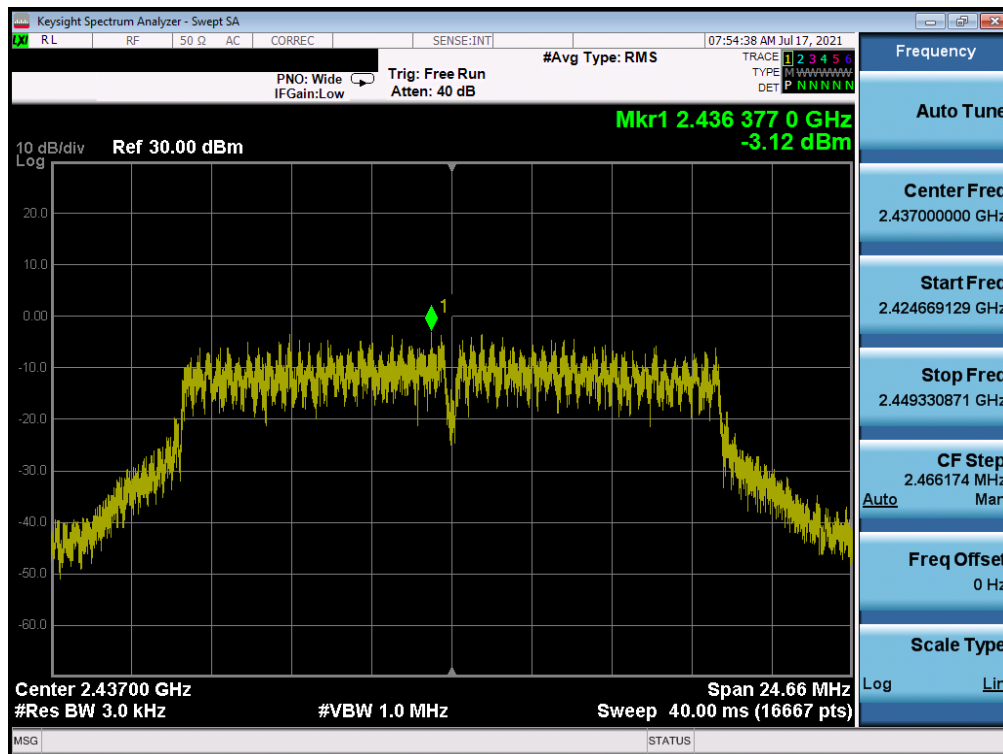 Keysight Spectrum Analyzer - Swept SA
LXI RL RF 50 Ω AC CORREC SENSE:INT 07:54:38 AM Jul 17, 2021
#Avg Type: RMS TRACE 1 2 3 4 5 6
PNO: Wide Trig: Free Run TYPE M W W W W W
IFGain:Low Atten: 40 dB DET P N N N N N
Mkr1 2.436 377 0 GHz
-3.12 dBm
10 dB/div Ref 30.00 dBm
Log
20.0
10.0
0.00
-10.0
-20.0
-30.0
-40.0
-50.0
-60.0
1
Center 2.43700 GHz Span 24.66 MHz
#Res BW 3.0 kHz #VBW 1.0 MHz Sweep 40.00 ms (16667 pts)
MSG STATUS
Frequency
Auto Tune
Center Freq
2.437000000 GHz
Start Freq
2.424669129 GHz
Stop Freq
2.449330871 GHz
CF Step
2.466174 MHz
Auto Man
Freq Offset
0 Hz
Scale Type
Log Lin